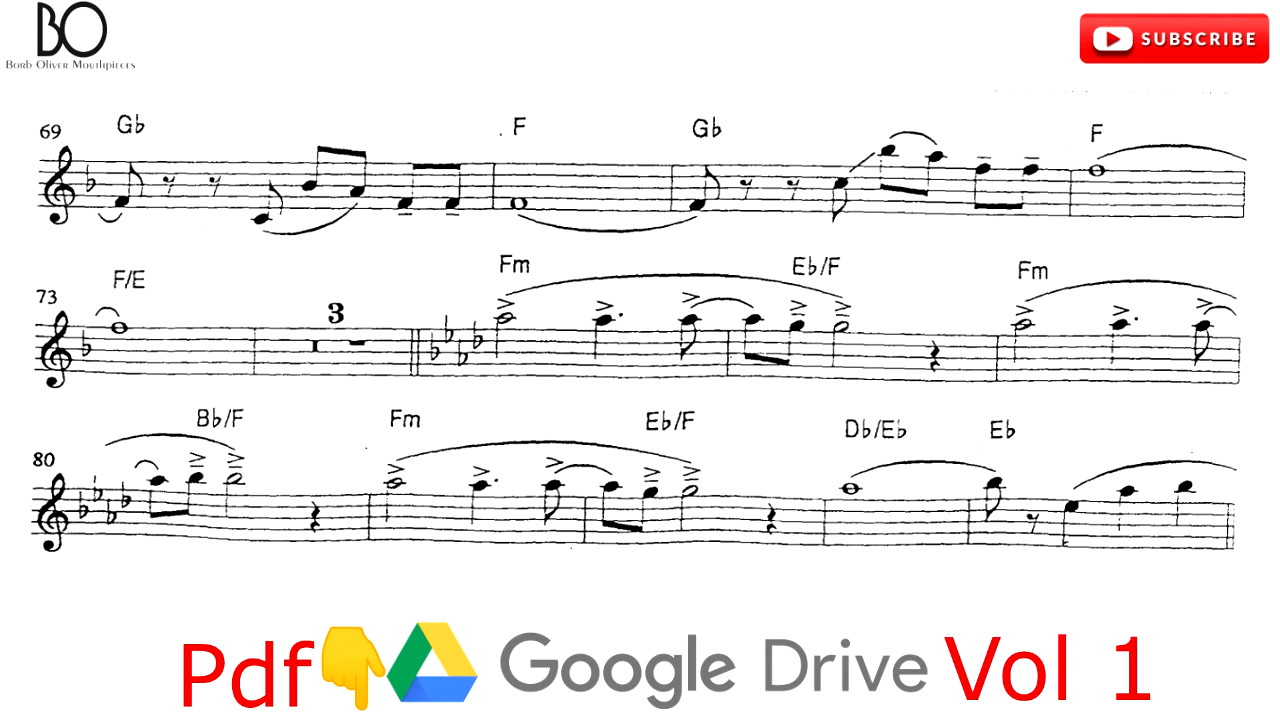 BO
Borb Oliver Mouthpieces
SUBSCRIBE
69 Gb F Gb F
73 F/E 3 Fm Eb/F Fm
80 Bb/F Fm Eb/F Db/Eb Eb
Pdf Google Drive Vol 1